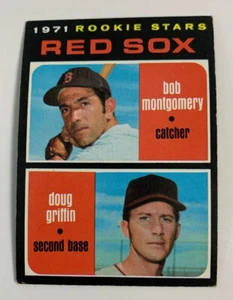 1971 ROOKIE STARS
RED SOX
bob
montgomery
•
catcher
doug
griffin
•
second base